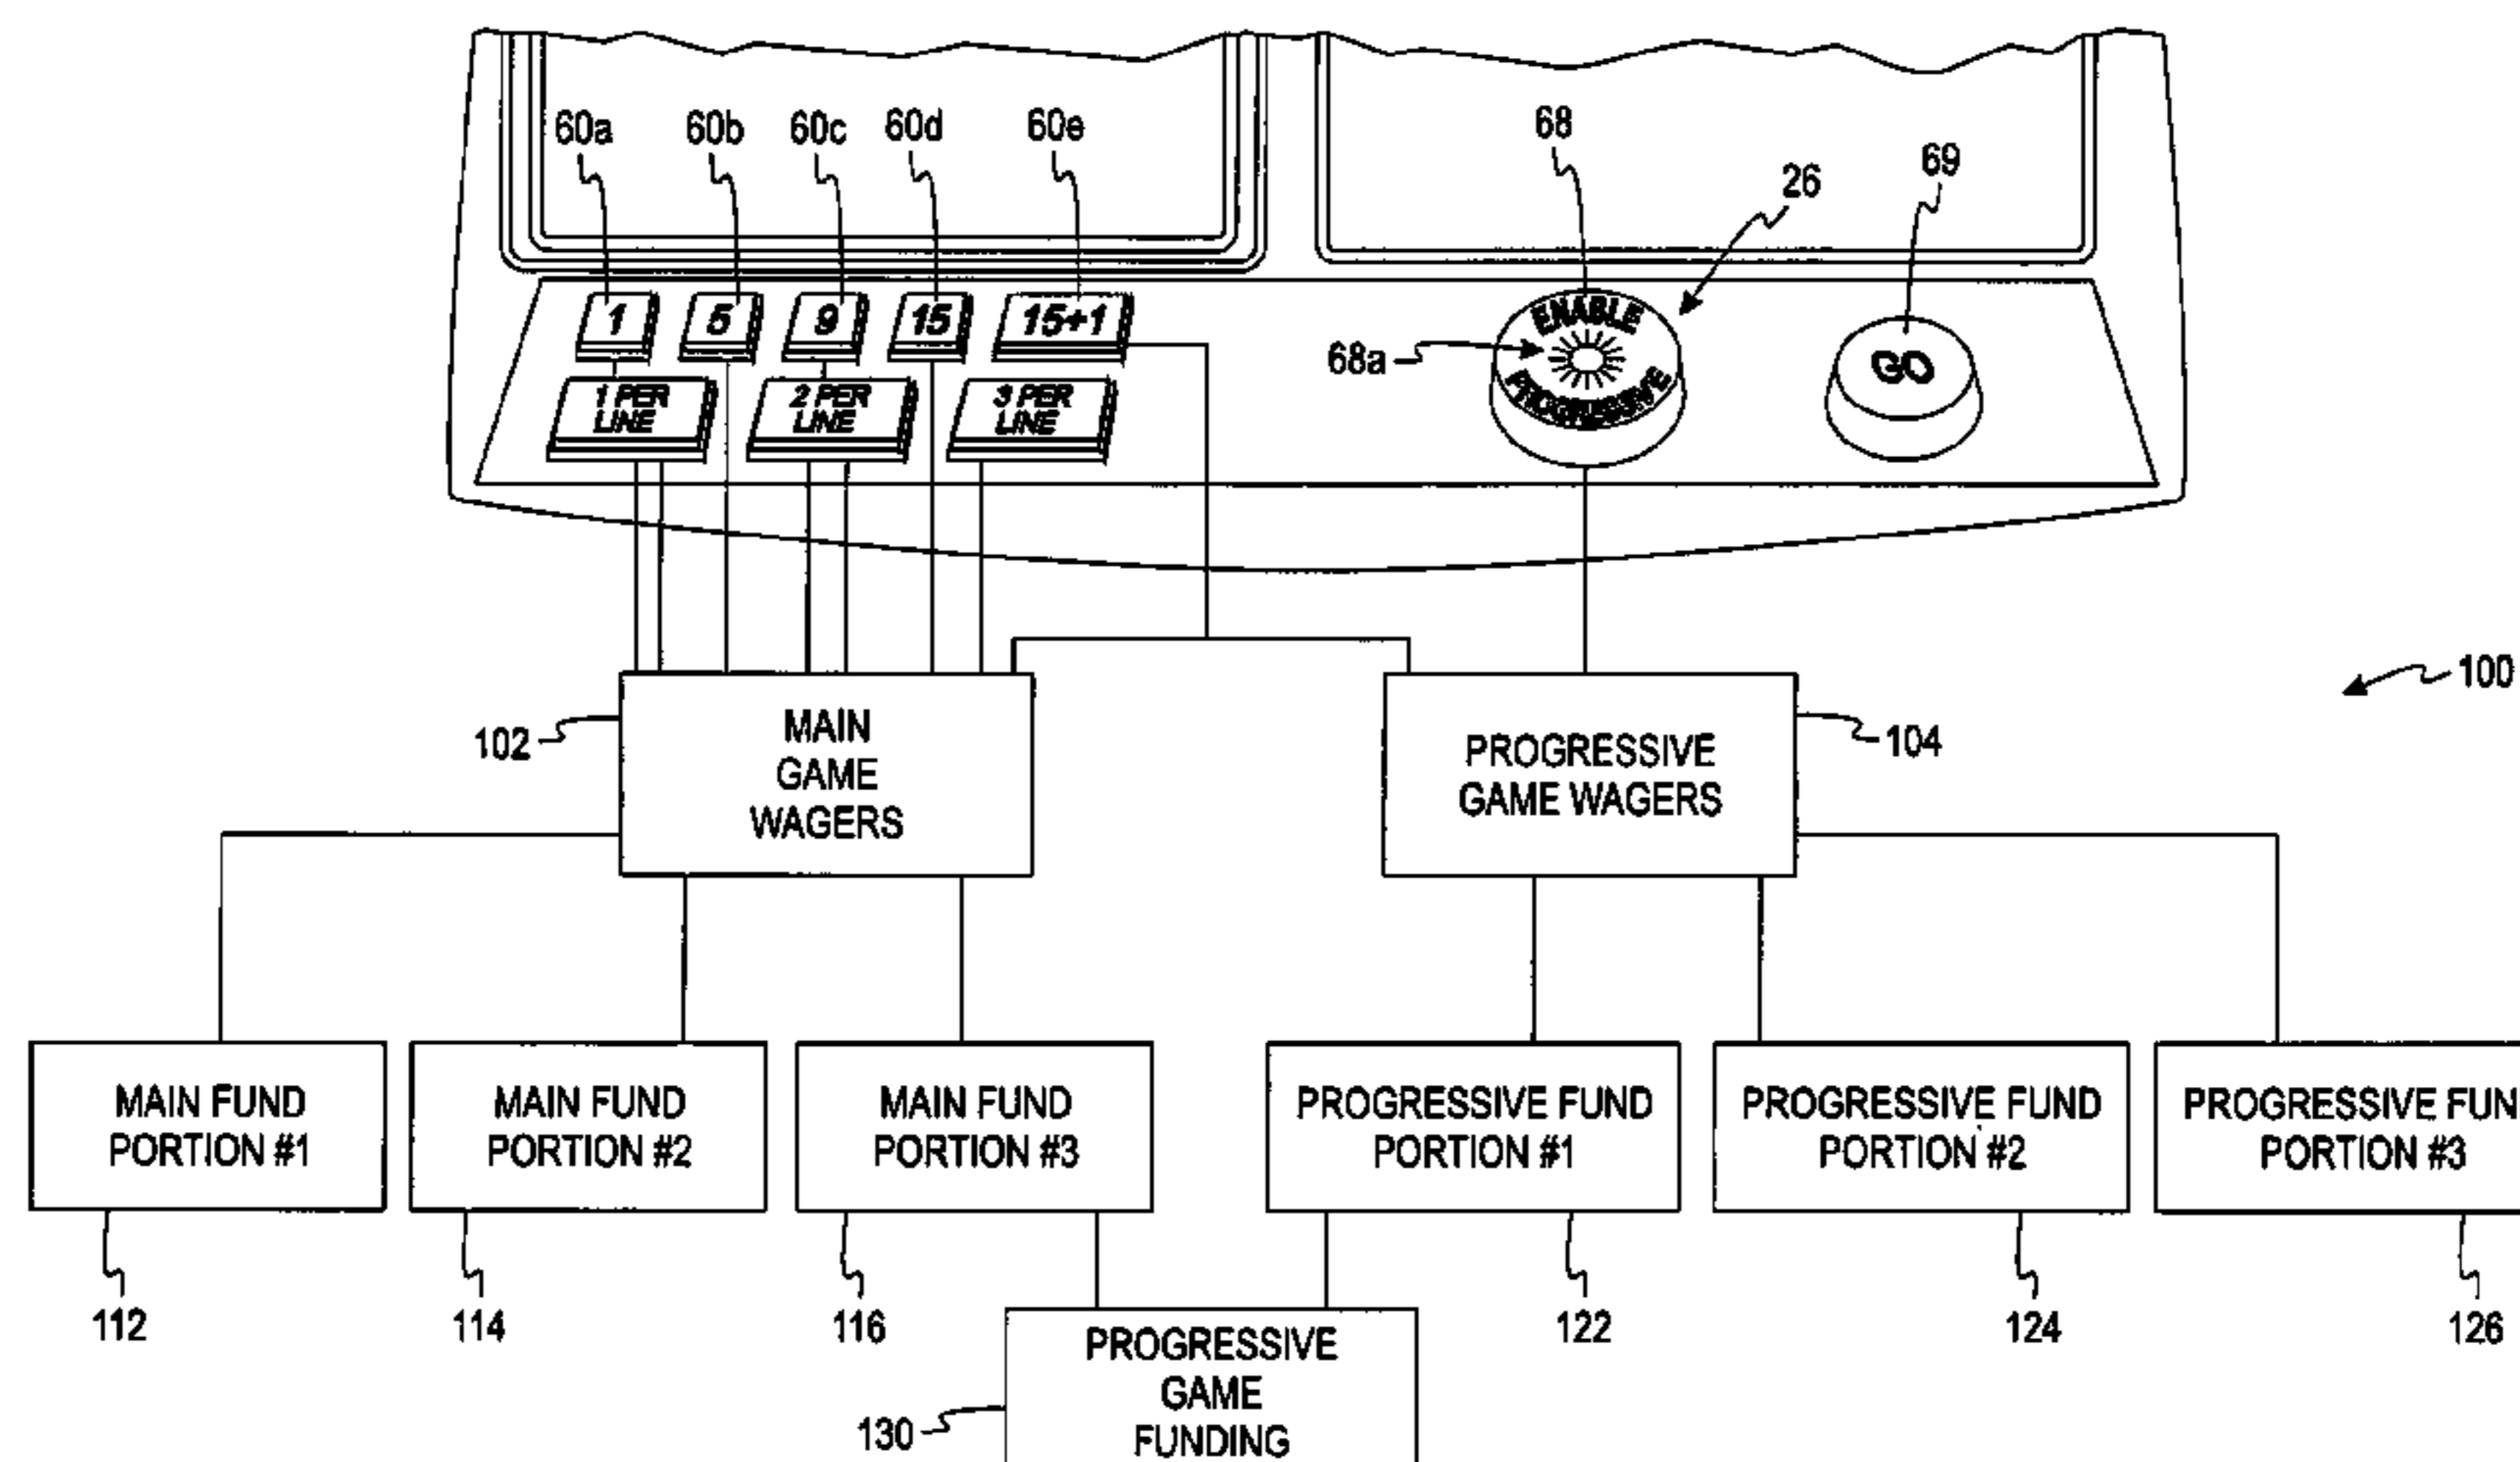 60a
60b
60c
60d
60e
68
69
26
1
5
9
15
15+1
ENABLE
PROGRESSIVE
68a
GO
1 PER
LINE
2 PER
LINE
3 PER
LINE
100
102
MAIN
GAME
WAGERS
PROGRESSIVE
GAME WAGERS
104
MAIN FUND
PORTION #1
MAIN FUND
PORTION #2
MAIN FUND
PORTION #3
PROGRESSIVE FUND
PORTION #1
PROGRESSIVE FUND
PORTION #2
PROGRESSIVE FUN
PORTION #3
112
114
116
122
124
126
130
PROGRESSIVE
GAME
FUNDING